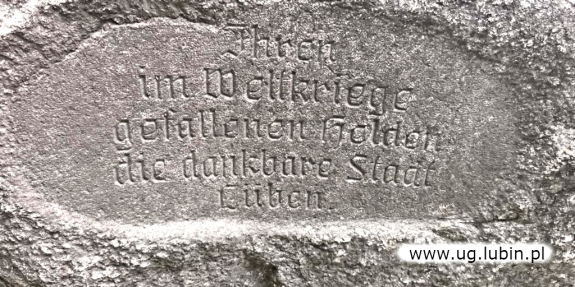 Ihren
im Weltkriege
gefallenen Helden
die dankbare Stadt
Lüben.
www.ug.lubin.pl